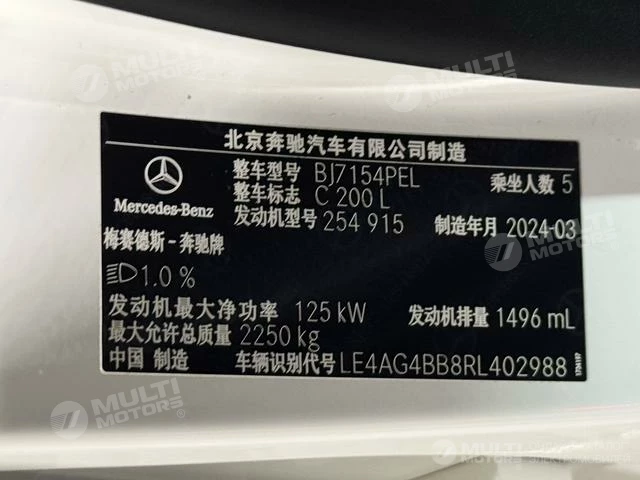 北京奔驰汽车有限公司制造
整车型号 BJ7154PEL 乘坐人数 5
整车标志 C 200 L
Mercedes-Benz
发动机型号 254 915 制造年月 2024-03
梅赛德斯-奔驰牌
1.0%
发动机最大净功率 125 kW 发动机排量 1496 mL
最大允许总质量 2250 kg
中国 制造 车辆识别代号 LE4AG4BB8RL402988
MULTI MOTORS
MULTI MOTORS
MULTI MOTORS
MULTI MOTORS